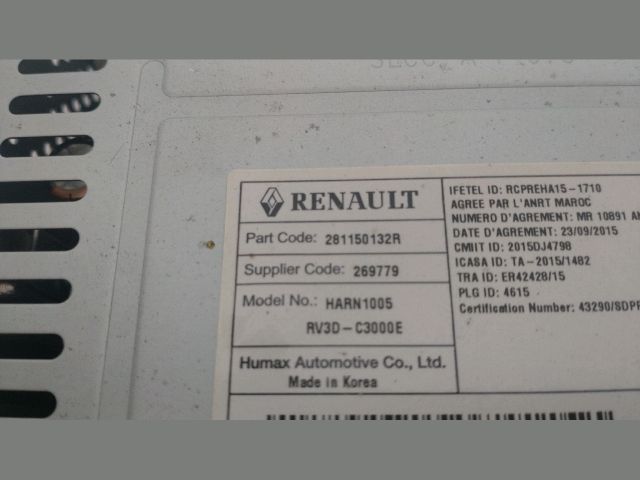 RENAULT
Part Code: 281150132R
Supplier Code: 269779
Model No.: HARN1005
RV3D-C3000E
Humax Automotive Co., Ltd.
Made in Korea
IFETEL ID: RCPREHA15-1710
AGREE PAR L'ANRT MAROC
NUMERO D'AGREMENT: MR 10891 AN
DATE D'AGREMENT: 23/09/2015
CMIIT ID: 2015DJ4798
ICASA ID: TA-2015/1482
TRA ID: ER42428/15
PLG ID: 4615
Certification Number: 43290/SDPP